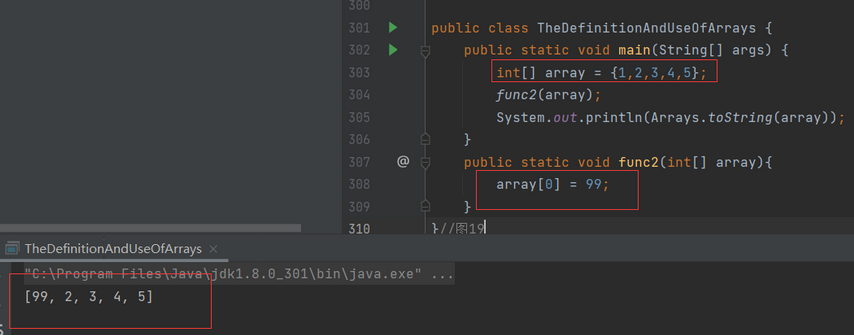 300
301 public class TheDefinitionAndUseOfArrays {
302 public static void main(String[] args) {
303 int[] array = {1,2,3,4,5};
304 func2(array);
305 System.out.println(Arrays.toString(array));
306 }
307 @ public static void func2(int[] array){
308 array[0] = 99;
309 }
310 }//图19
TheDefinitionAndUseOfArrays ×
"C:\Program Files\Java\jdk1.8.0_301\bin\java.exe" ...
[99, 2, 3, 4, 5]